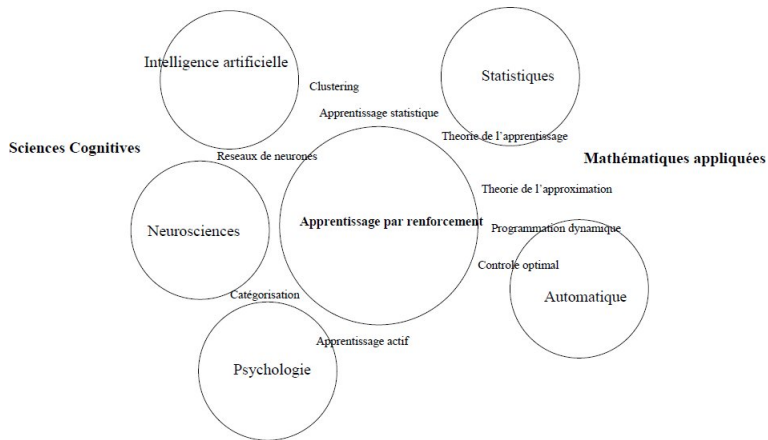 Intelligence artificielle
Statistiques
Clustering
Apprentissage statistique
Theorie de l'apprentissage
Sciences Cognitives
Reseaux de neurones
Mathématiques appliquées
Theorie de l'approximation
Apprentissage par renforcement
Neurosciences
Programmation dynamique
Controle optimal
Catégorisation
Automatique
Apprentissage actif
Psychologie